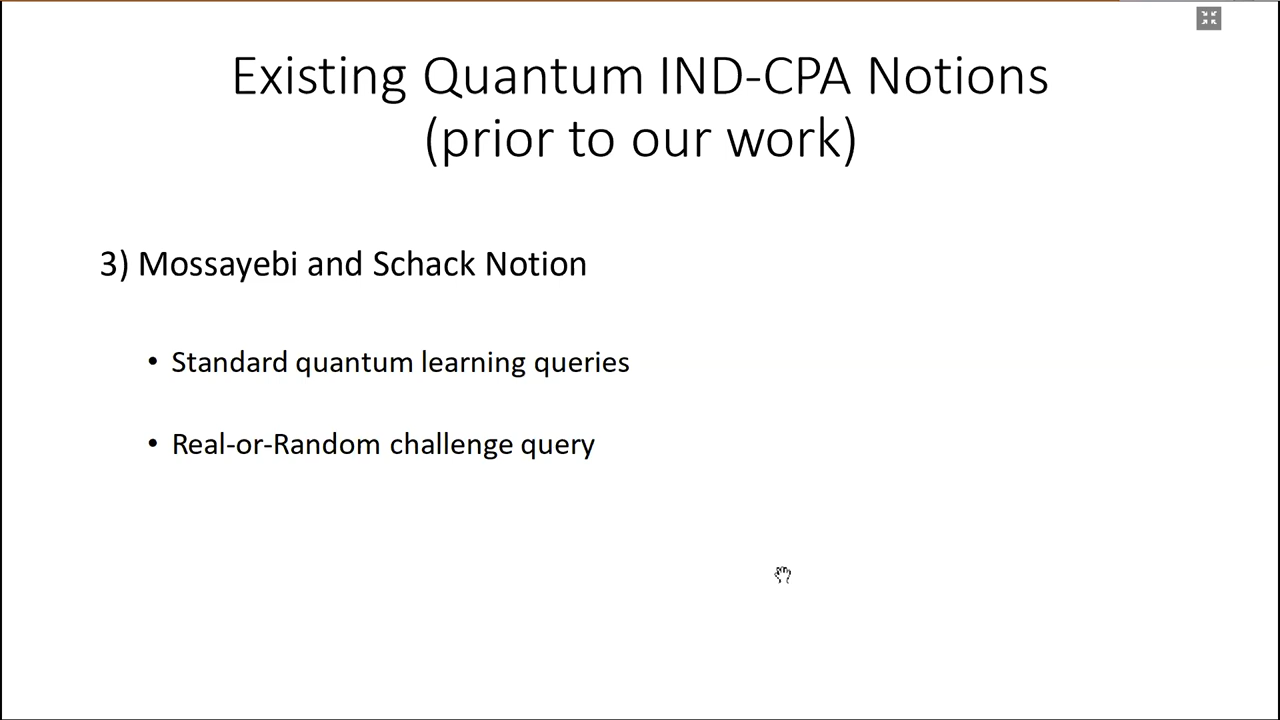 Existing Quantum IND-CPA Notions
(prior to our work)
3) Mossayebi and Schack Notion
• Standard quantum learning queries
• Real-or-Random challenge query